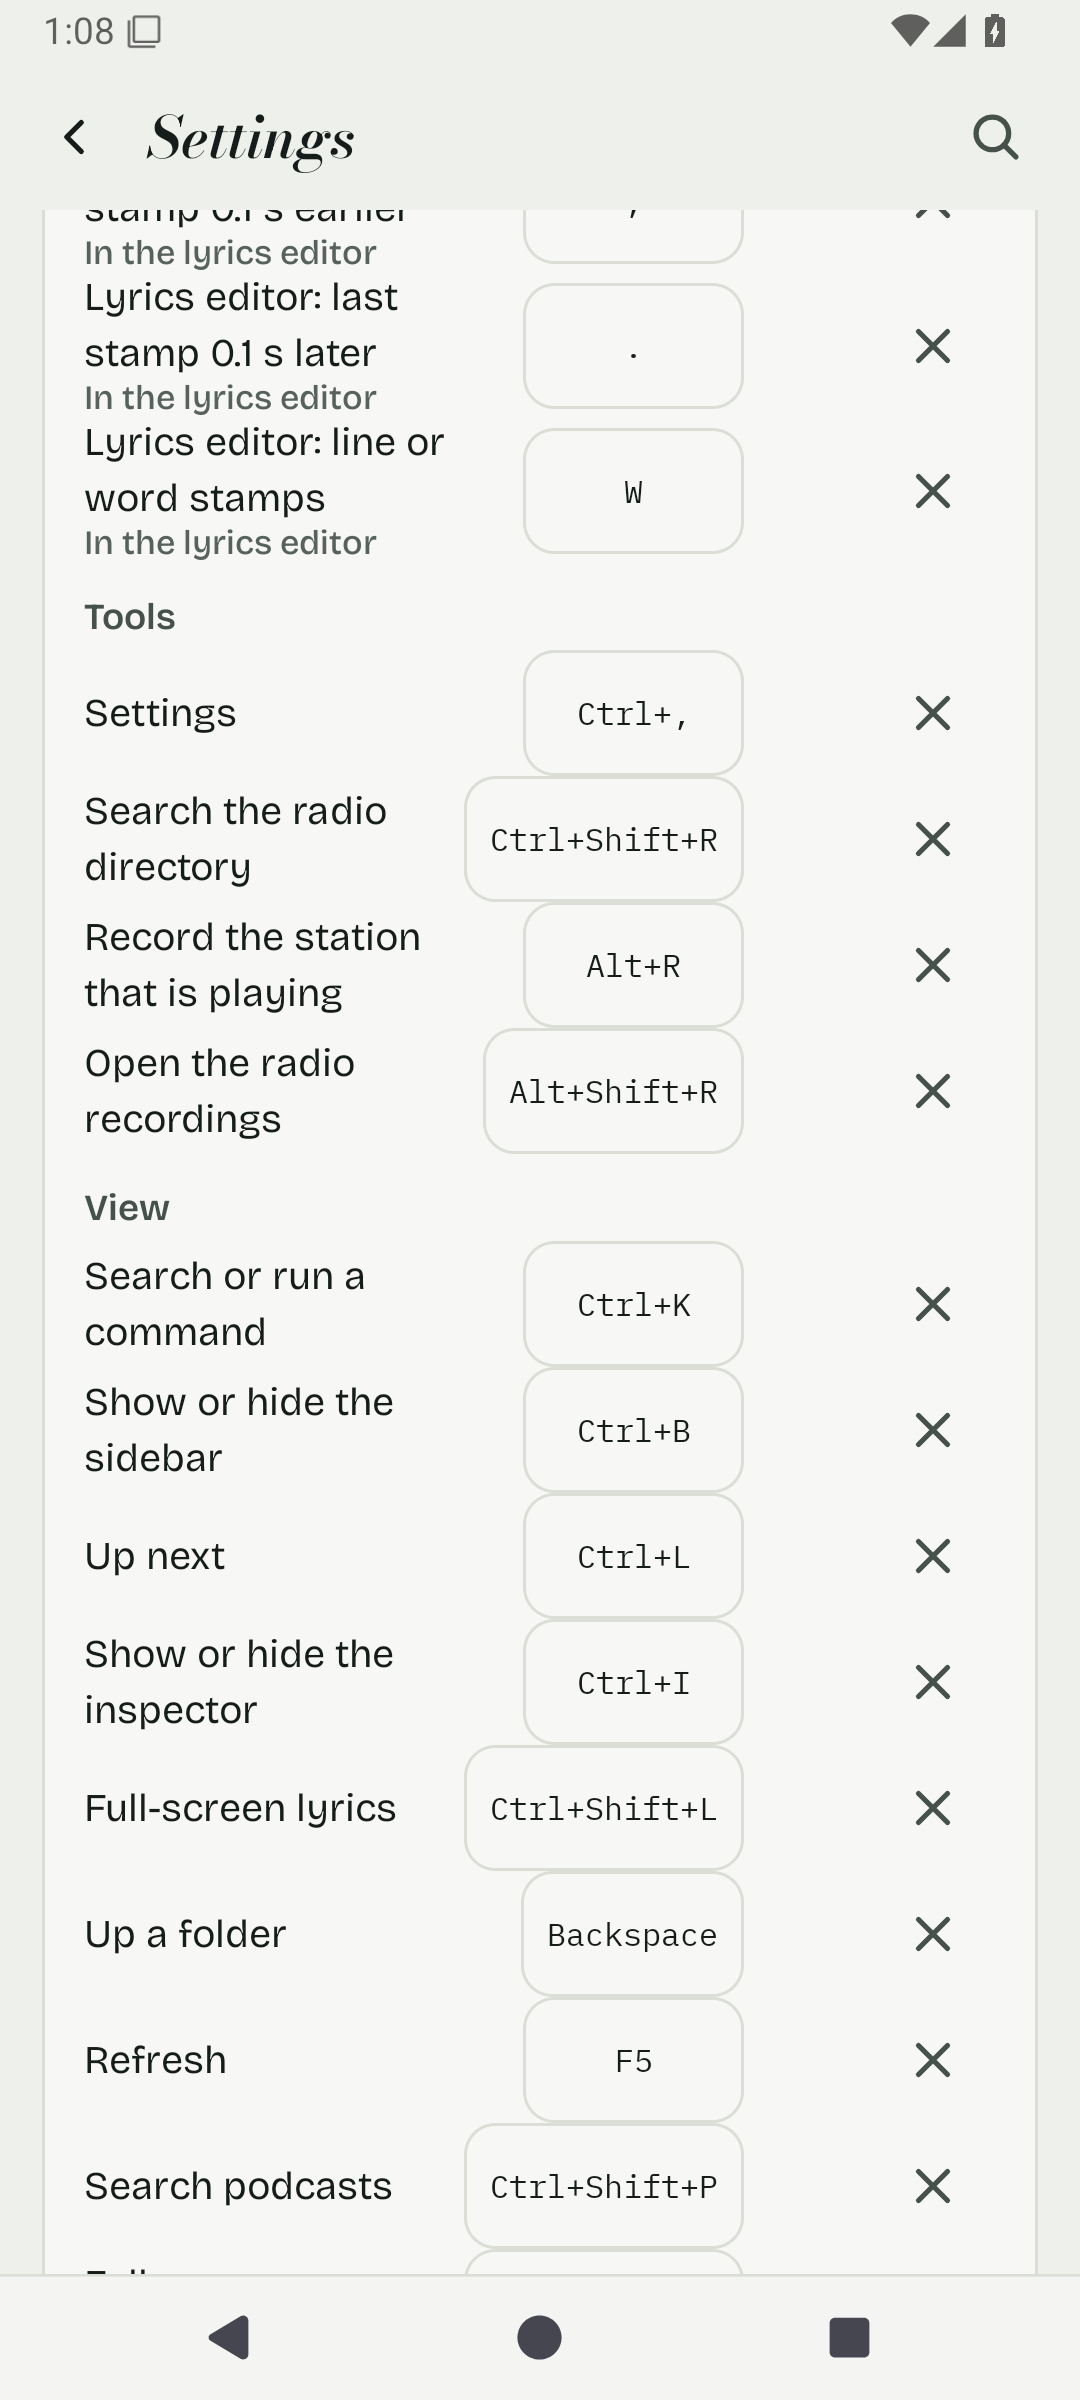 1:08
Settings
stamp 0.1 s earlier
,
In the lyrics editor
Lyrics editor: last
stamp 0.1 s later
.
In the lyrics editor
Lyrics editor: line or
word stamps
W
In the lyrics editor
Tools
Settings
Ctrl+,
Search the radio
directory
Ctrl+Shift+R
Record the station
that is playing
Alt+R
Open the radio
recordings
Alt+Shift+R
View
Search or run a
command
Ctrl+K
Show or hide the
sidebar
Ctrl+B
Up next
Ctrl+L
Show or hide the
inspector
Ctrl+I
Full-screen lyrics
Ctrl+Shift+L
Up a folder
Backspace
Refresh
F5
Search podcasts
Ctrl+Shift+P